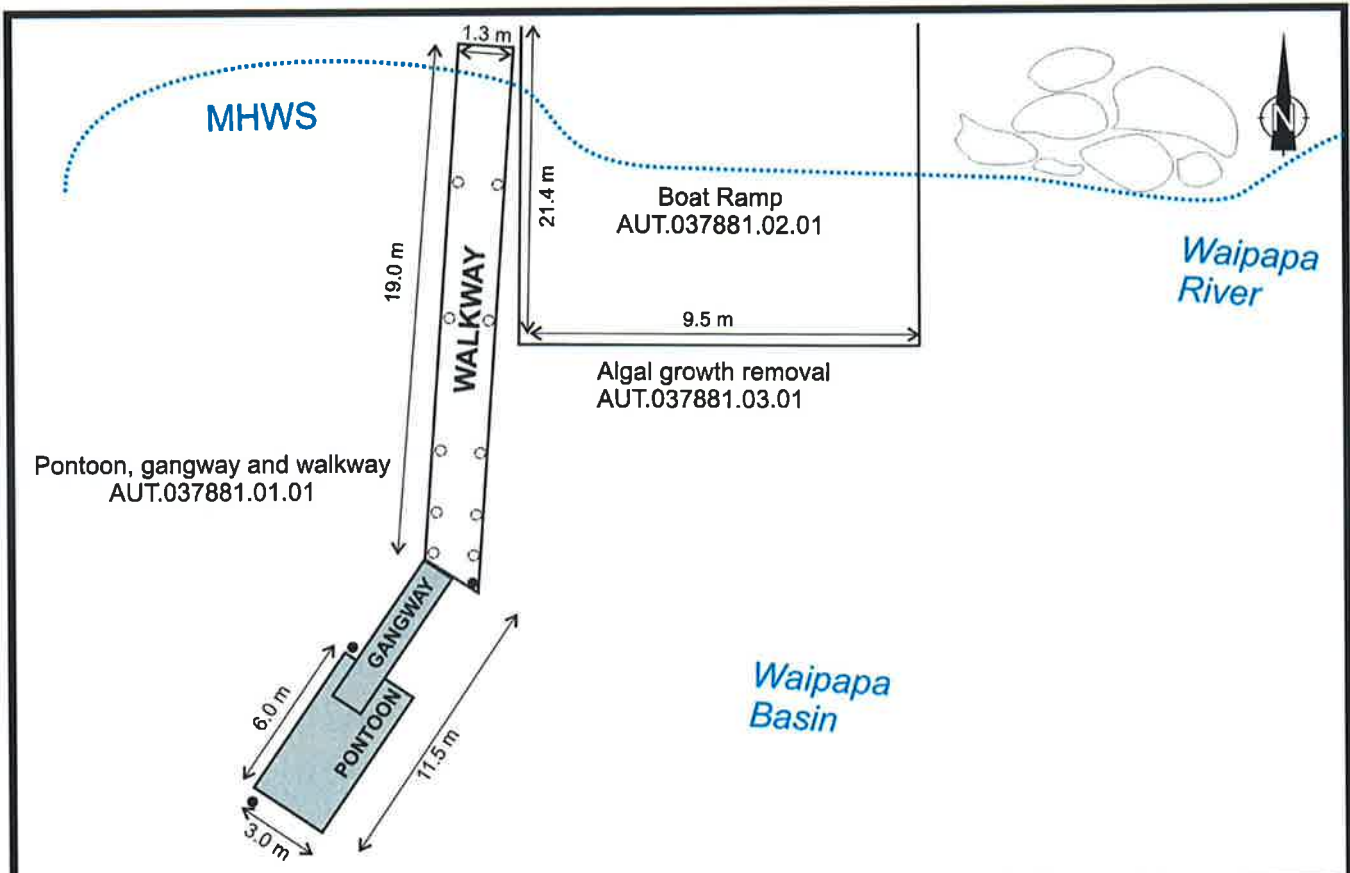 1.3 m
MHWS
N
21.4 m
Boat Ramp
AUT.037881.02.01
Waipapa
River
19.0 m
WALKWAY
9.5 m
Algal growth removal
AUT.037881.03.01
Pontoon, gangway and walkway
AUT.037881.01.01
GANGWAY
6.0 m
PONTOON
11.5 m
3.0 m
Waipapa
Basin